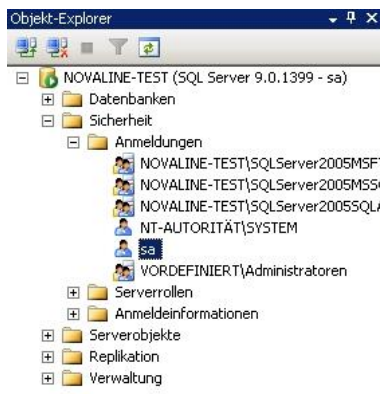 Objekt-Explorer
NOVALINE-TEST (SQL Server 9.0.1399 - sa)
Datenbanken
Sicherheit
Anmeldungen
NOVALINE-TEST\SQLServer2005MSFT
NOVALINE-TEST\SQLServer2005MSSQ
NOVALINE-TEST\SQLServer2005SQLA
NT-AUTORITÄT\SYSTEM
sa
VORDEFINIERT\Administratoren
Serverrollen
Anmeldeinformationen
Serverobjekte
Replikation
Verwaltung